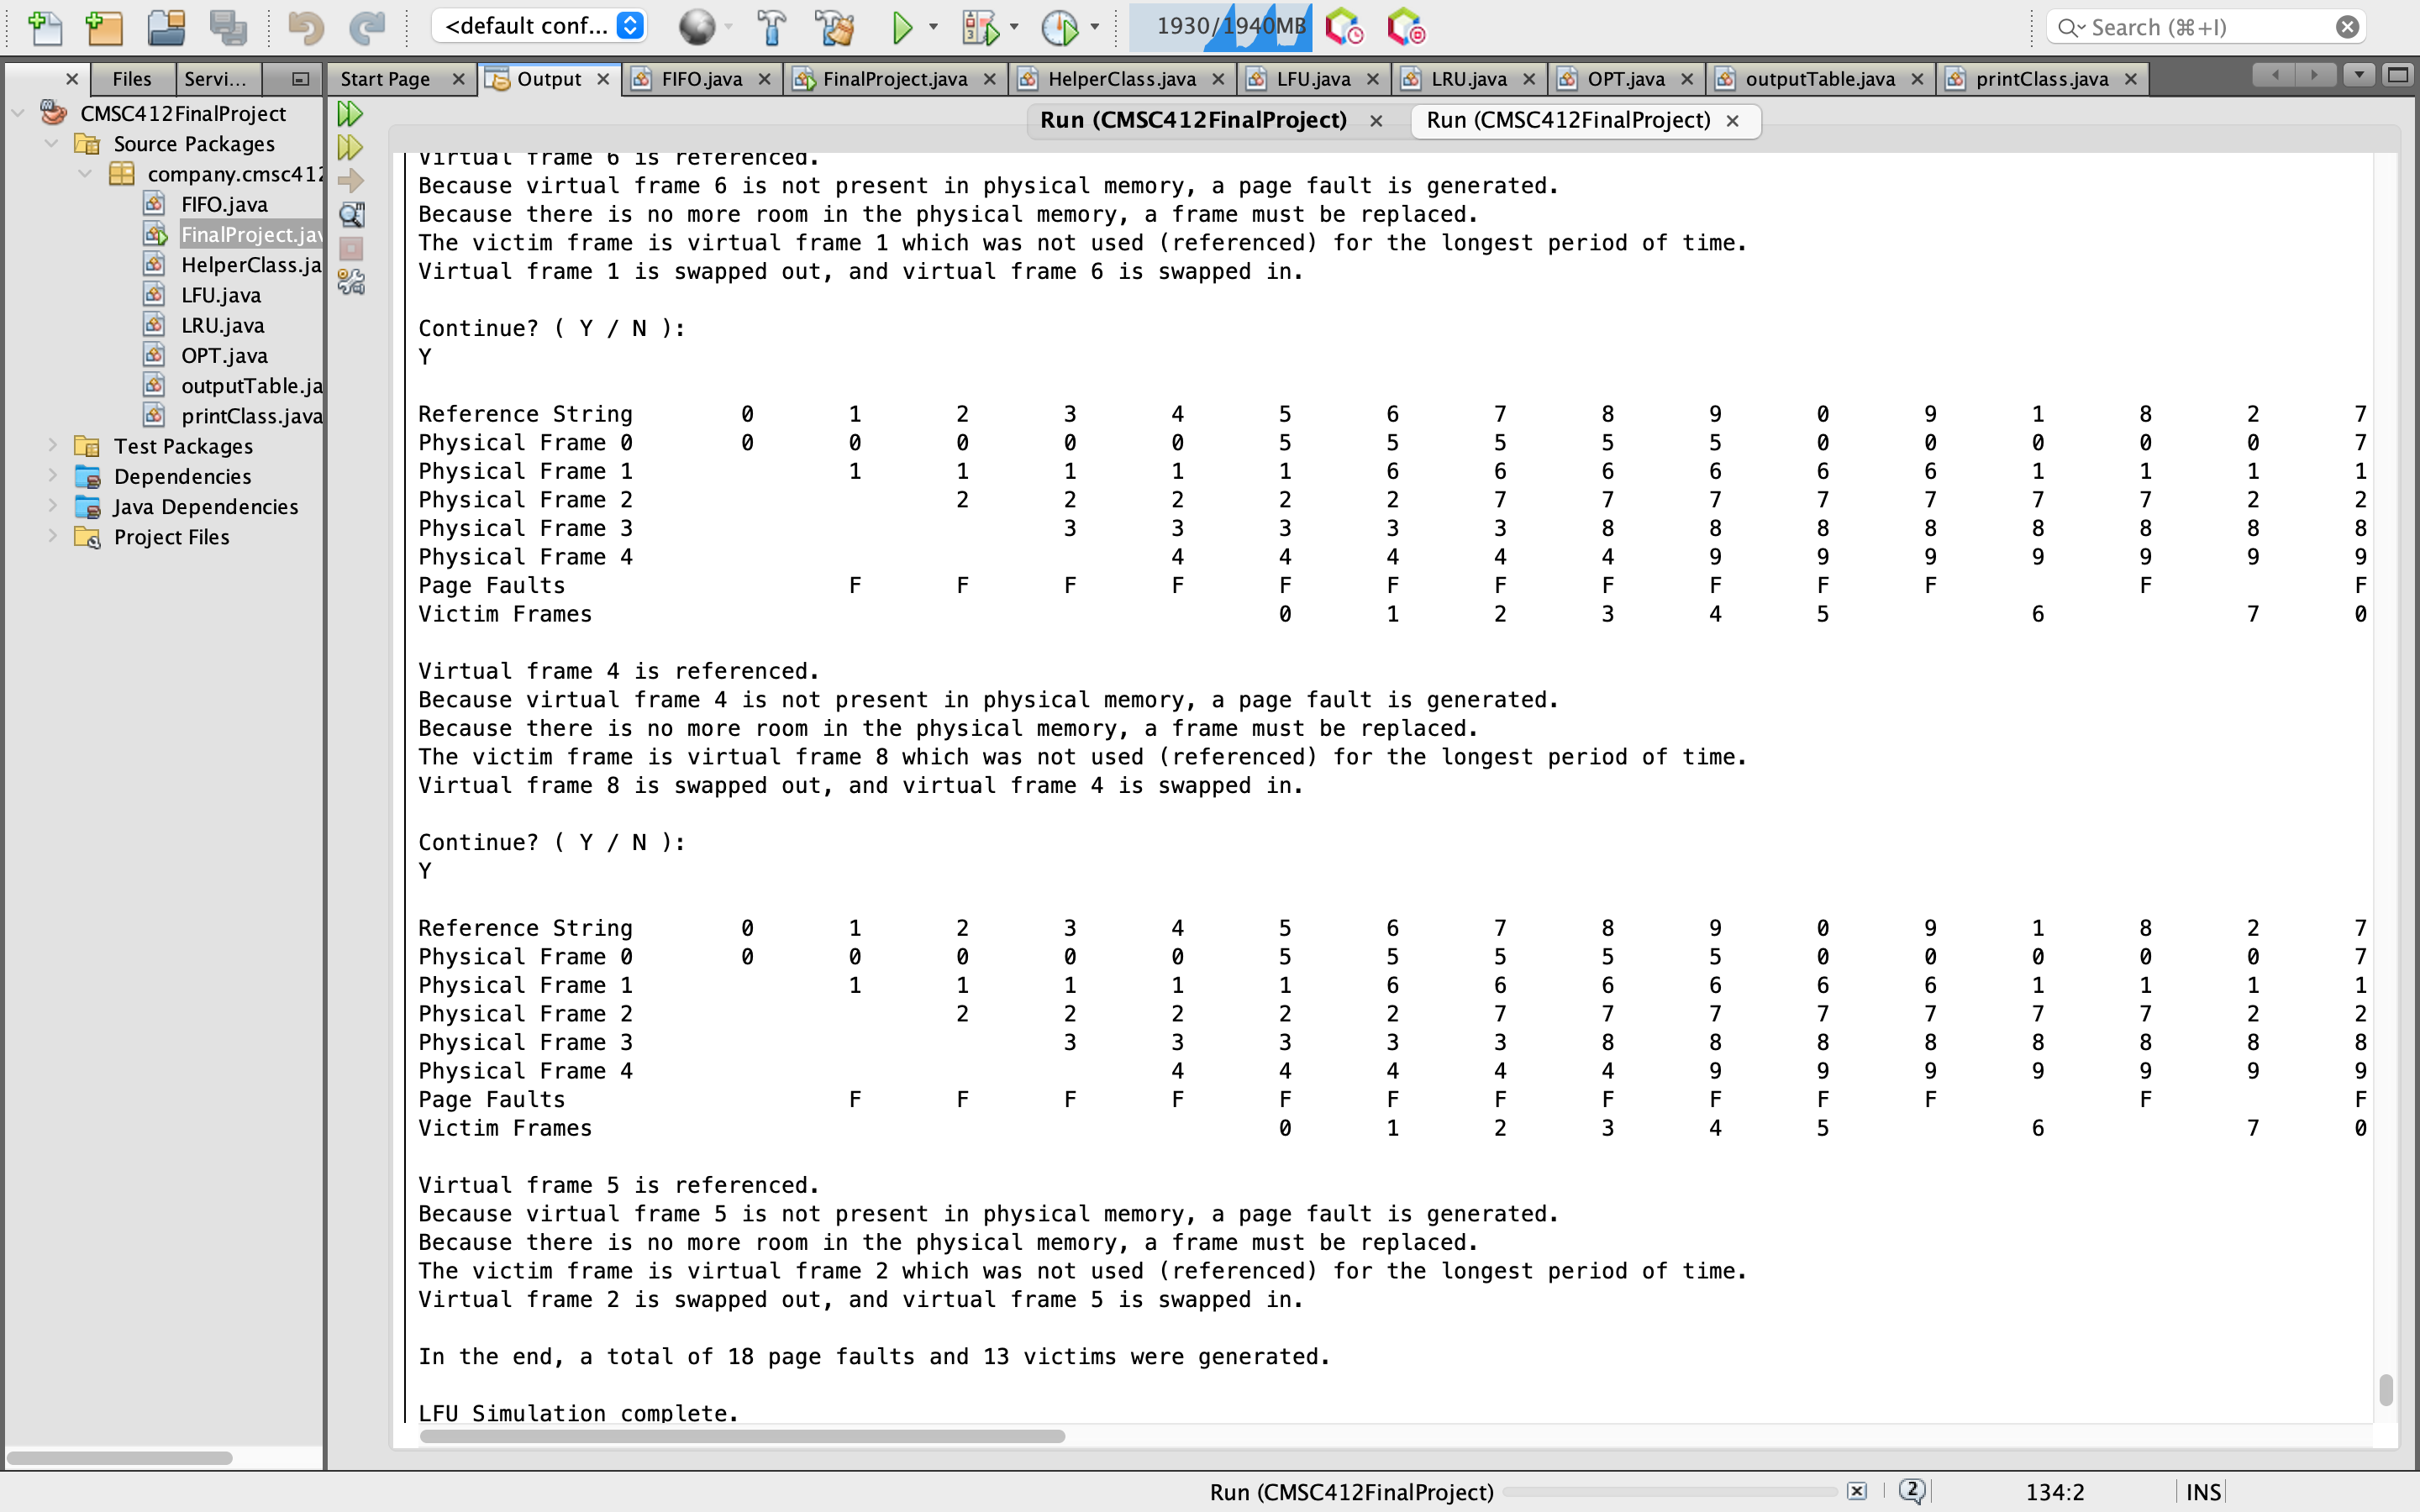 <default conf...
1930/1940MB
Search (⌘+I)
Files
Servi...
Start Page
Output
FIFO.java
FinalProject.java
HelperClass.java
LFU.java
LRU.java
OPT.java
outputTable.java
printClass.java
CMSC412FinalProject
Source Packages
company.cmsc412
FIFO.java
FinalProject.jav
HelperClass.ja
LFU.java
LRU.java
OPT.java
outputTable.ja
printClass.java
Test Packages
Dependencies
Java Dependencies
Project Files
Run (CMSC412FinalProject)
Run (CMSC412FinalProject)
Virtual frame 6 is referenced.
Because virtual frame 6 is not present in physical memory, a page fault is generated.
Because there is no more room in the physical memory, a frame must be replaced.
The victim frame is virtual frame 1 which was not used (referenced) for the longest period of time.
Virtual frame 1 is swapped out, and virtual frame 6 is swapped in.
Continue? ( Y / N ):
Y
Reference String 0 1 2 3 4 5 6 7 8 9 0 9 1 8 2 7
Physical Frame 0 0 0 0 0 0 5 5 5 5 5 0 0 0 0 0 7
Physical Frame 1 1 1 1 1 1 6 6 6 6 6 6 1 1 1 1
Physical Frame 2 2 2 2 2 2 7 7 7 7 7 7 7 2 2
Physical Frame 3 3 3 3 3 3 8 8 8 8 8 8 8 8
Physical Frame 4 4 4 4 4 4 9 9 9 9 9 9 9
Page Faults F F F F F F F F F F F F F
Victim Frames 0 1 2 3 4 5 6 7 0
Virtual frame 4 is referenced.
Because virtual frame 4 is not present in physical memory, a page fault is generated.
Because there is no more room in the physical memory, a frame must be replaced.
The victim frame is virtual frame 8 which was not used (referenced) for the longest period of time.
Virtual frame 8 is swapped out, and virtual frame 4 is swapped in.
Continue? ( Y / N ):
Y
Reference String 0 1 2 3 4 5 6 7 8 9 0 9 1 8 2 7
Physical Frame 0 0 0 0 0 0 5 5 5 5 5 0 0 0 0 0 7
Physical Frame 1 1 1 1 1 1 6 6 6 6 6 6 1 1 1 1
Physical Frame 2 2 2 2 2 2 7 7 7 7 7 7 7 2 2
Physical Frame 3 3 3 3 3 3 8 8 8 8 8 8 8 8
Physical Frame 4 4 4 4 4 4 9 9 9 9 9 9 9
Page Faults F F F F F F F F F F F F F
Victim Frames 0 1 2 3 4 5 6 7 0
Virtual frame 5 is referenced.
Because virtual frame 5 is not present in physical memory, a page fault is generated.
Because there is no more room in the physical memory, a frame must be replaced.
The victim frame is virtual frame 2 which was not used (referenced) for the longest period of time.
Virtual frame 2 is swapped out, and virtual frame 5 is swapped in.
In the end, a total of 18 page faults and 13 victims were generated.
LFU Simulation complete.
Run (CMSC412FinalProject)
2
134:2
INS